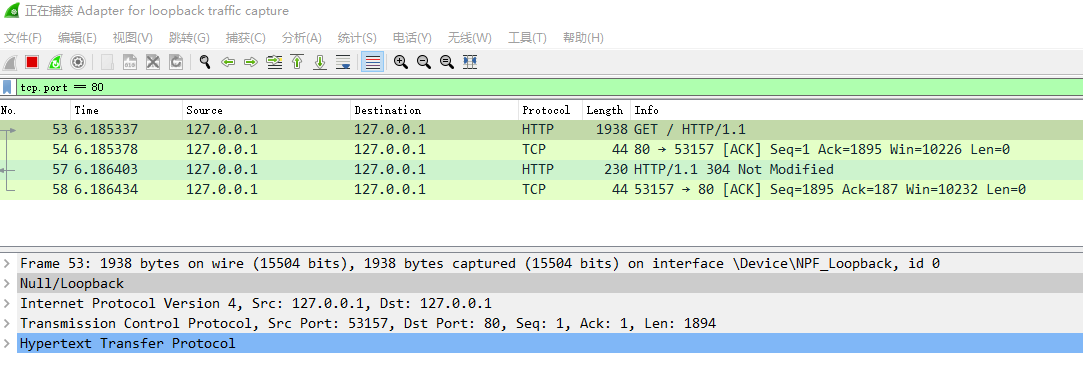 正在捕获 Adapter for loopback traffic capture
文件(F) 编辑(E) 视图(V) 跳转(G) 捕获(C) 分析(A) 统计(S) 电话(Y) 无线(W) 工具(T) 帮助(H)
tcp.port == 80
No. Time Source Destination Protocol Length Info
53 6.185337 127.0.0.1 127.0.0.1 HTTP 1938 GET / HTTP/1.1
54 6.185378 127.0.0.1 127.0.0.1 TCP 44 80 → 53157 [ACK] Seq=1 Ack=1895 Win=10226 Len=0
57 6.186403 127.0.0.1 127.0.0.1 HTTP 230 HTTP/1.1 304 Not Modified
58 6.186434 127.0.0.1 127.0.0.1 TCP 44 53157 → 80 [ACK] Seq=1895 Ack=187 Win=10232 Len=0
Frame 53: 1938 bytes on wire (15504 bits), 1938 bytes captured (15504 bits) on interface \Device\NPF_Loopback, id 0
Null/Loopback
Internet Protocol Version 4, Src: 127.0.0.1, Dst: 127.0.0.1
Transmission Control Protocol, Src Port: 53157, Dst Port: 80, Seq: 1, Ack: 1, Len: 1894
Hypertext Transfer Protocol